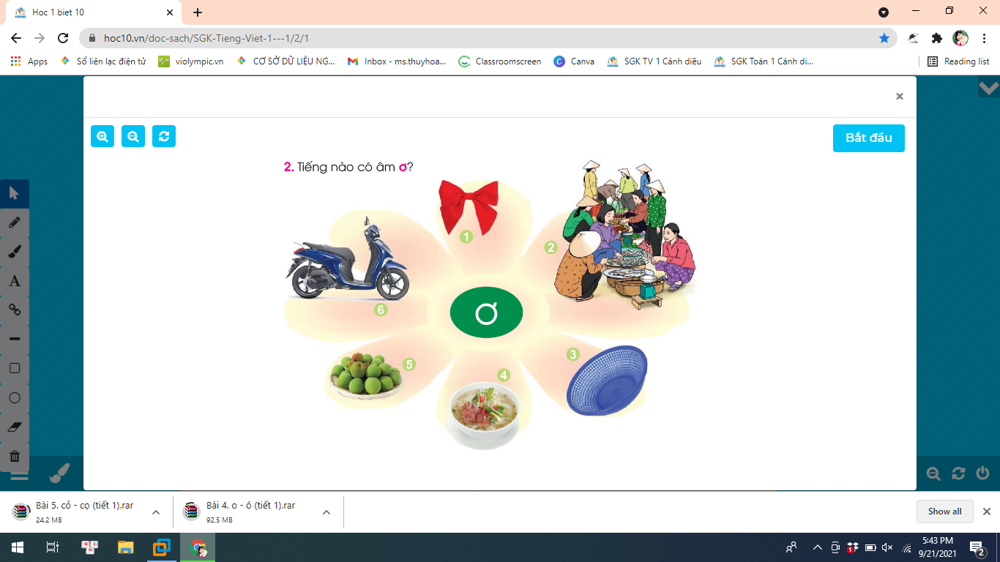 Hoc 1 biet 10
hoc10.vn/doc-sach/SGK-Tieng-Viet-1---1/2/1
Apps Sổ liên lạc điện tử violympic.vn CƠ SỞ DỮ LIỆU NG... Inbox - ms.thuyhoa... Classroomscreen Canva SGK TV 1 Cánh diều SGK Toán 1 Cánh di... Reading list
Bắt đầu
2. Tiếng nào có âm ơ?
1
2
6
ơ
3
5
4
A
Bài 5. cỏ - cọ (tiết 1).rar
24.2 MB
Bài 4. o - ô (tiết 1).rar
92.5 MB
Show all
5:43 PM
9/21/2021
2